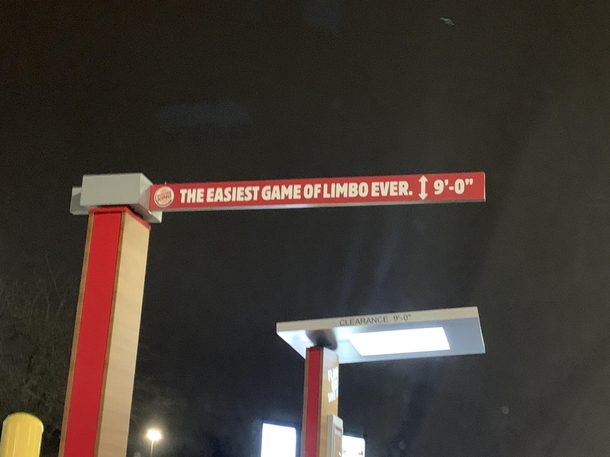 THE EASIEST GAME OF LIMBO EVER. 9'-0"
CLEARANCE 9'-0"